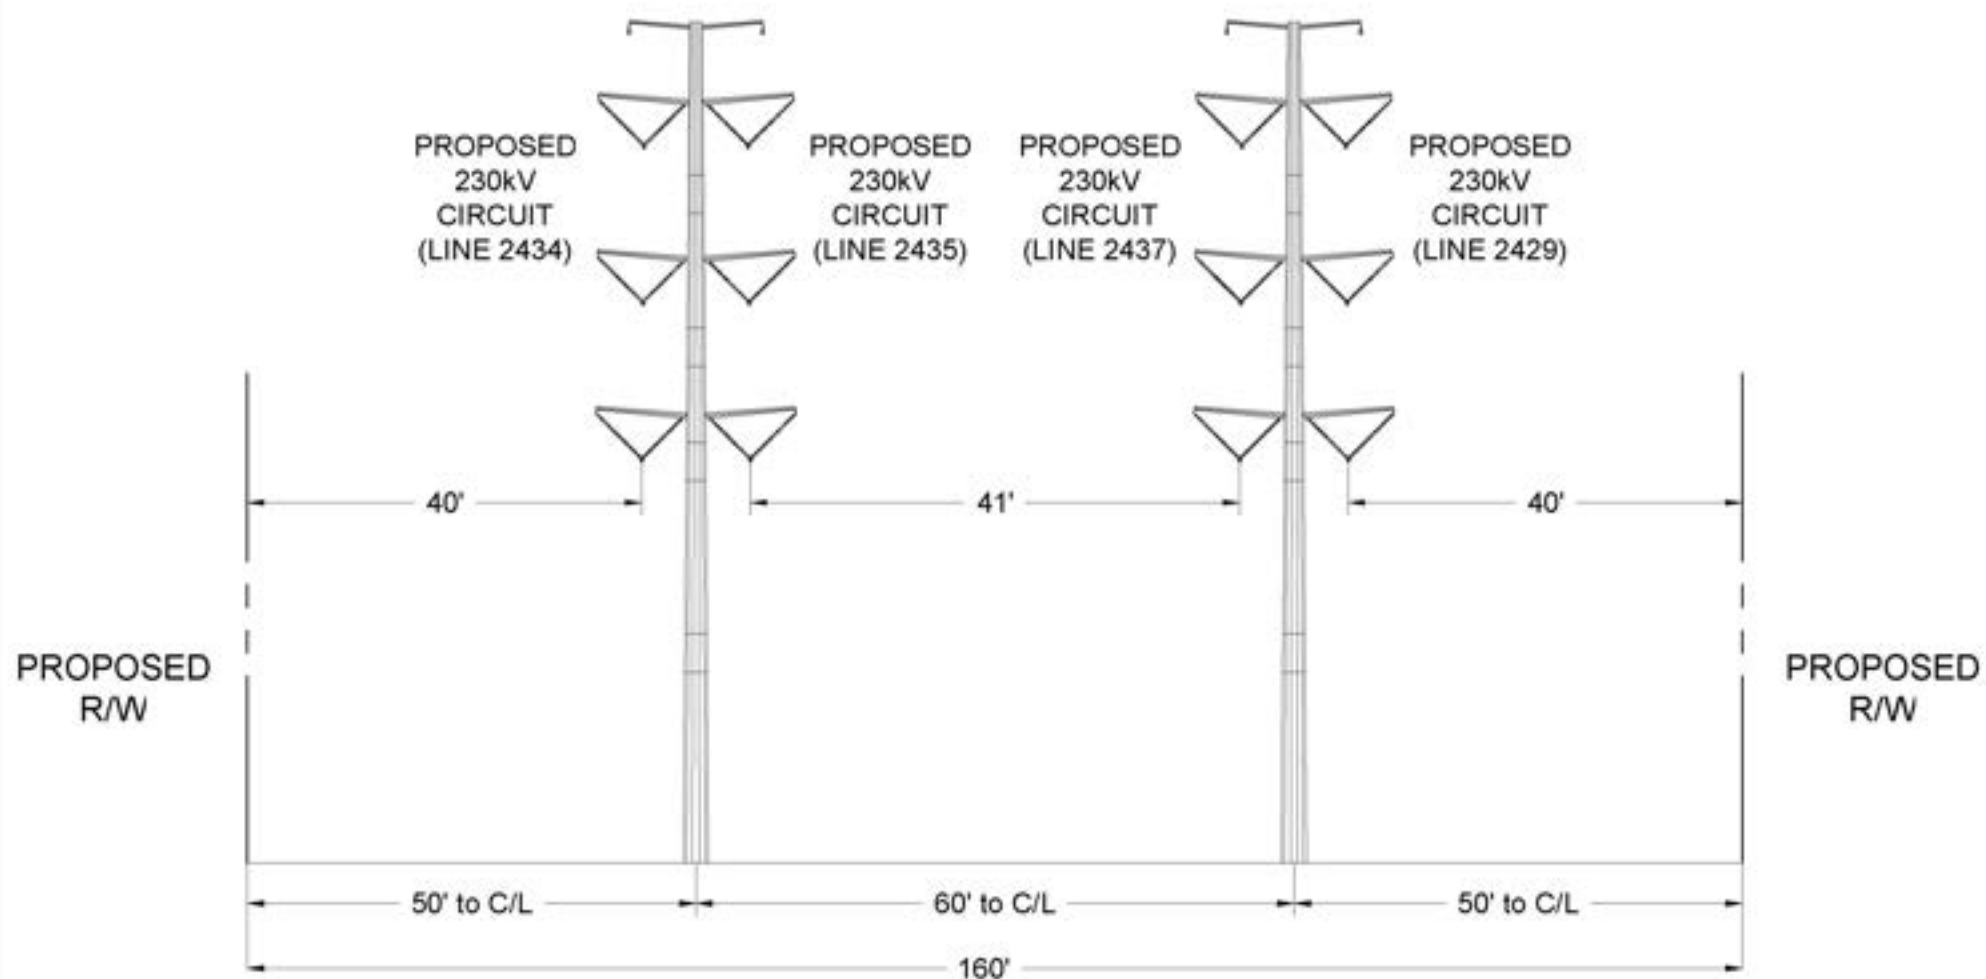 PROPOSED
230kV
CIRCUIT
(LINE 2434)
PROPOSED
230kV
CIRCUIT
(LINE 2435)
PROPOSED
230kV
CIRCUIT
(LINE 2437)
PROPOSED
230kV
CIRCUIT
(LINE 2429)
40'
41'
40'
PROPOSED
R/W
PROPOSED
R/W
50' to C/L
60' to C/L
50' to C/L
160'